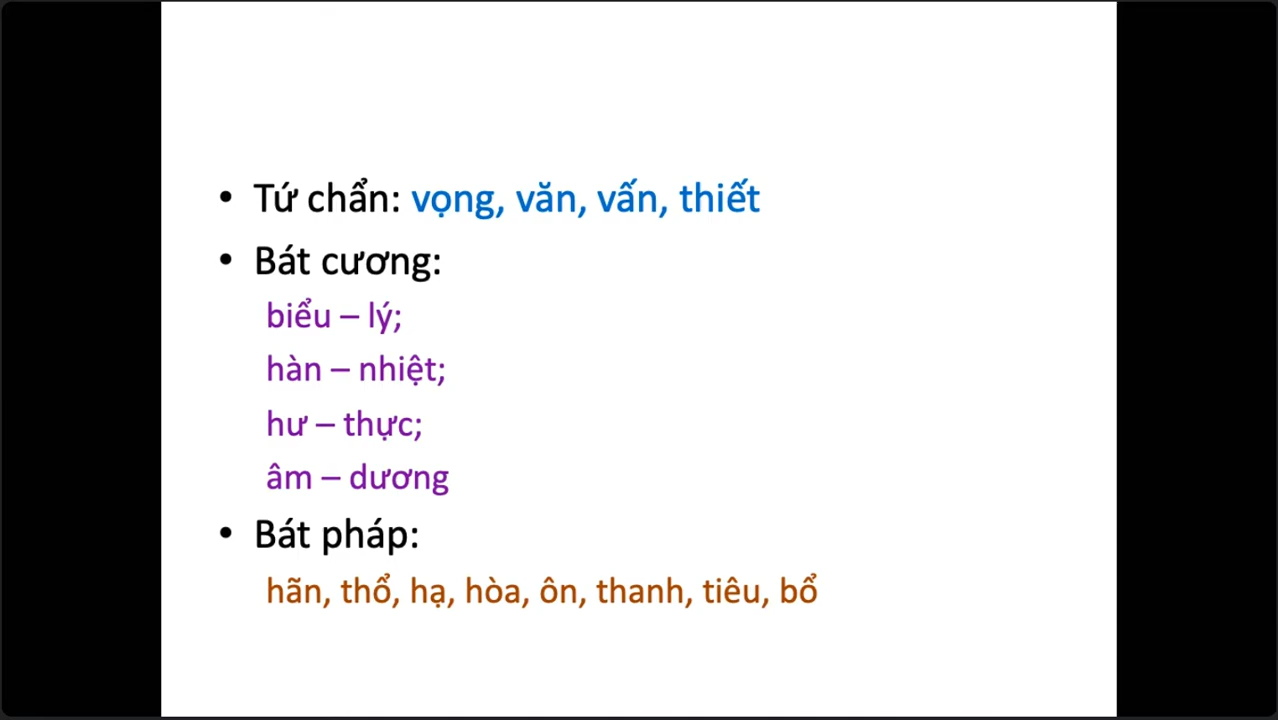 • Tứ chẩn: vọng, văn, vấn, thiết
• Bát cương:
biểu – lý;
hàn – nhiệt;
hư – thực;
âm – dương
• Bát pháp:
hãn, thổ, hạ, hòa, ôn, thanh, tiêu, bổ